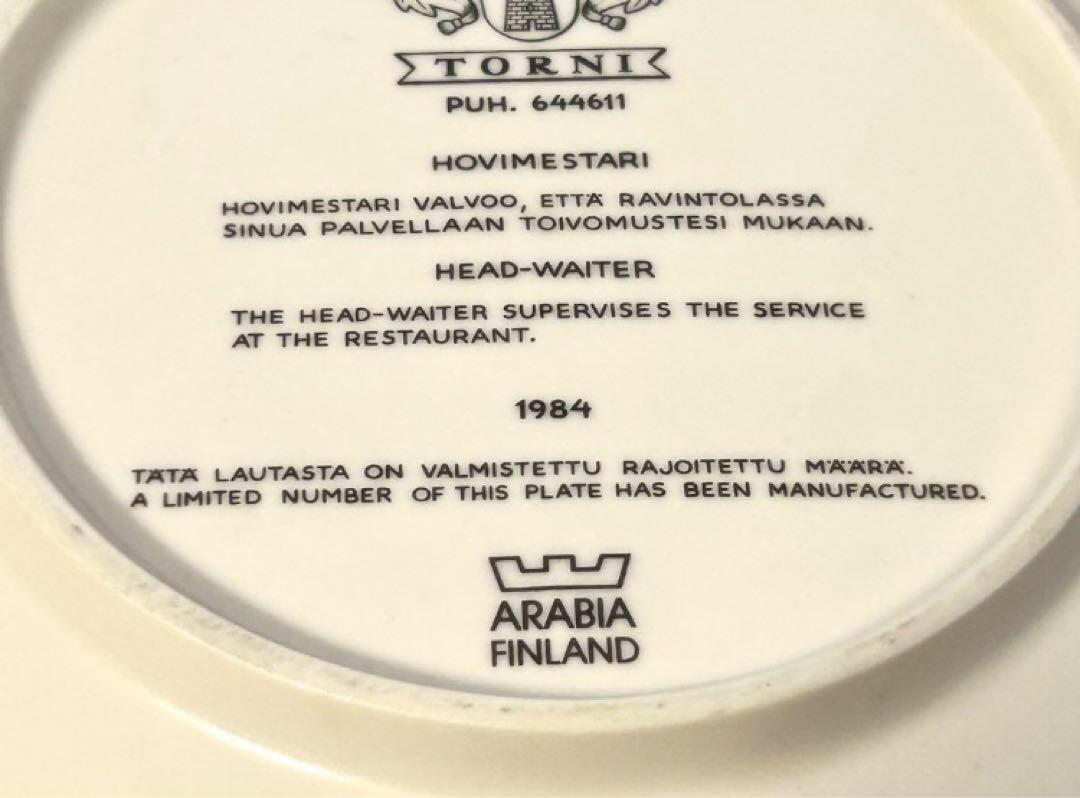 TORNI
PUH. 644611
HOVIMESTARI
HOVIMESTARI VALVOO, ETTÄ RAVINTOLASSA
SINUA PALVELLAAN TOIVOMUSTESI MUKAAN.
HEAD-WAITER
THE HEAD-WAITER SUPERVISES THE SERVICE
AT THE RESTAURANT.
1984
TÄTÄ LAUTASTA ON VALMISTETTU RAJOITETTU MÄÄRÄ.
A LIMITED NUMBER OF THIS PLATE HAS BEEN MANUFACTURED.
ARABIA
FINLAND